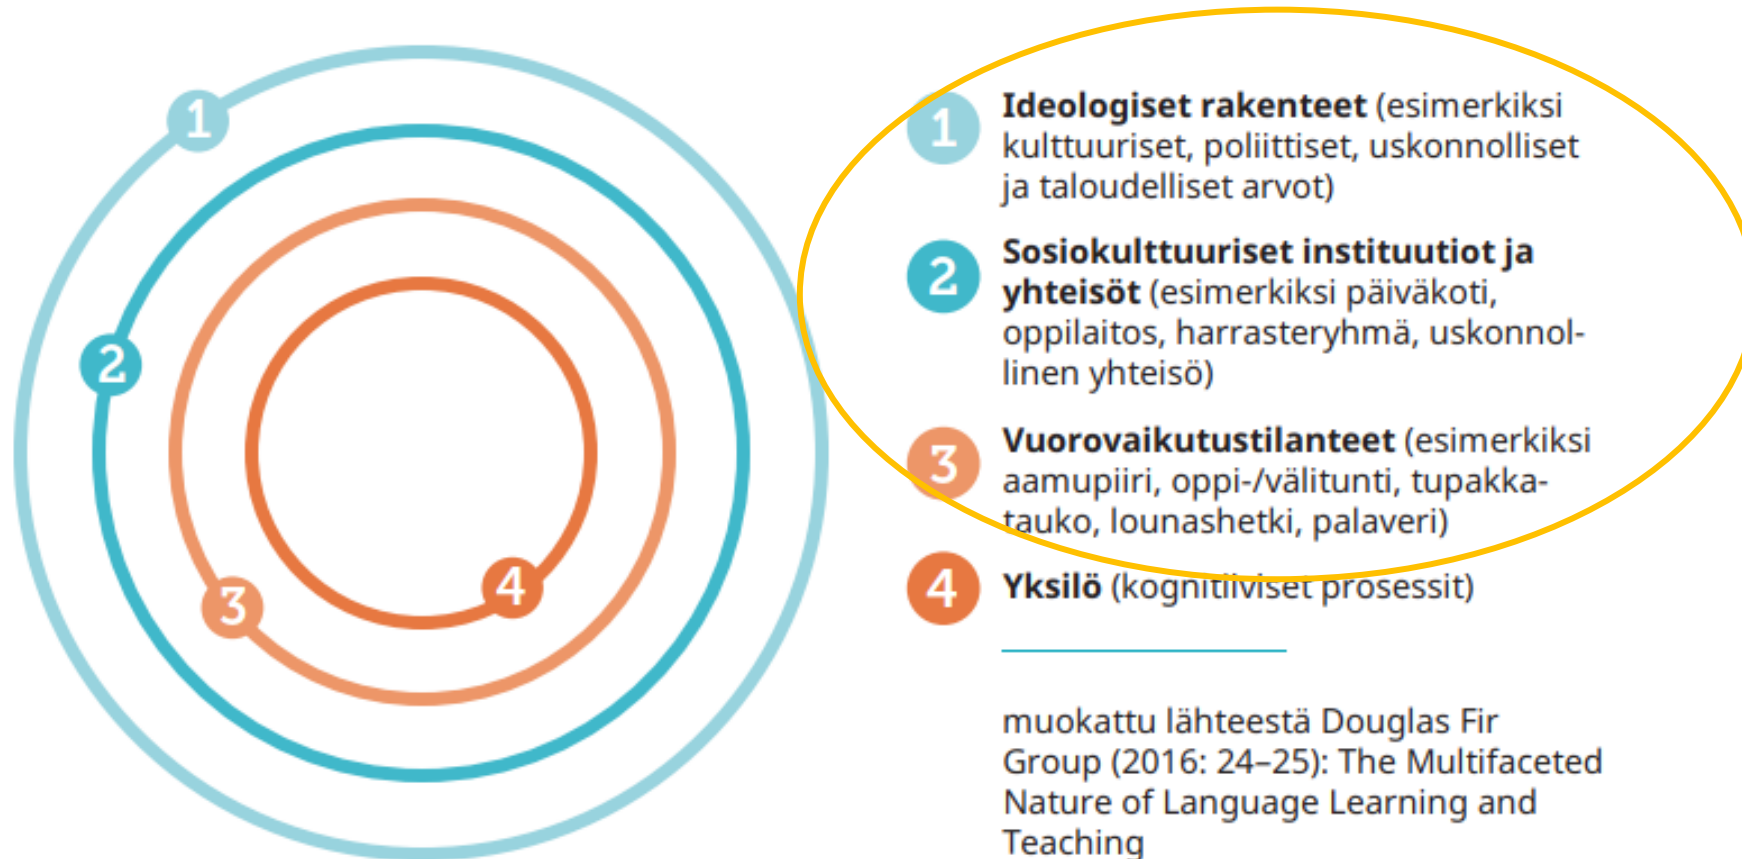 1
2
3
4
1 Ideologiset rakenteet (esimerkiksi
kulttuuriset, poliittiset, uskonnolliset
ja taloudelliset arvot)
2 Sosiokulttuuriset instituutiot ja
yhteisöt (esimerkiksi päiväkoti,
oppilaitos, harrasteryhmä, uskonnol-
linen yhteisö)
3 Vuorovaikutustilanteet (esimerkiksi
aamupiiri, oppi-/välitunti, tupakka-
tauko, lounashetki, palaveri)
4 Yksilö (kognitiiviset prosessit)
muokattu lähteestä Douglas Fir
Group (2016: 24–25): The Multifaceted
Nature of Language Learning and
Teaching